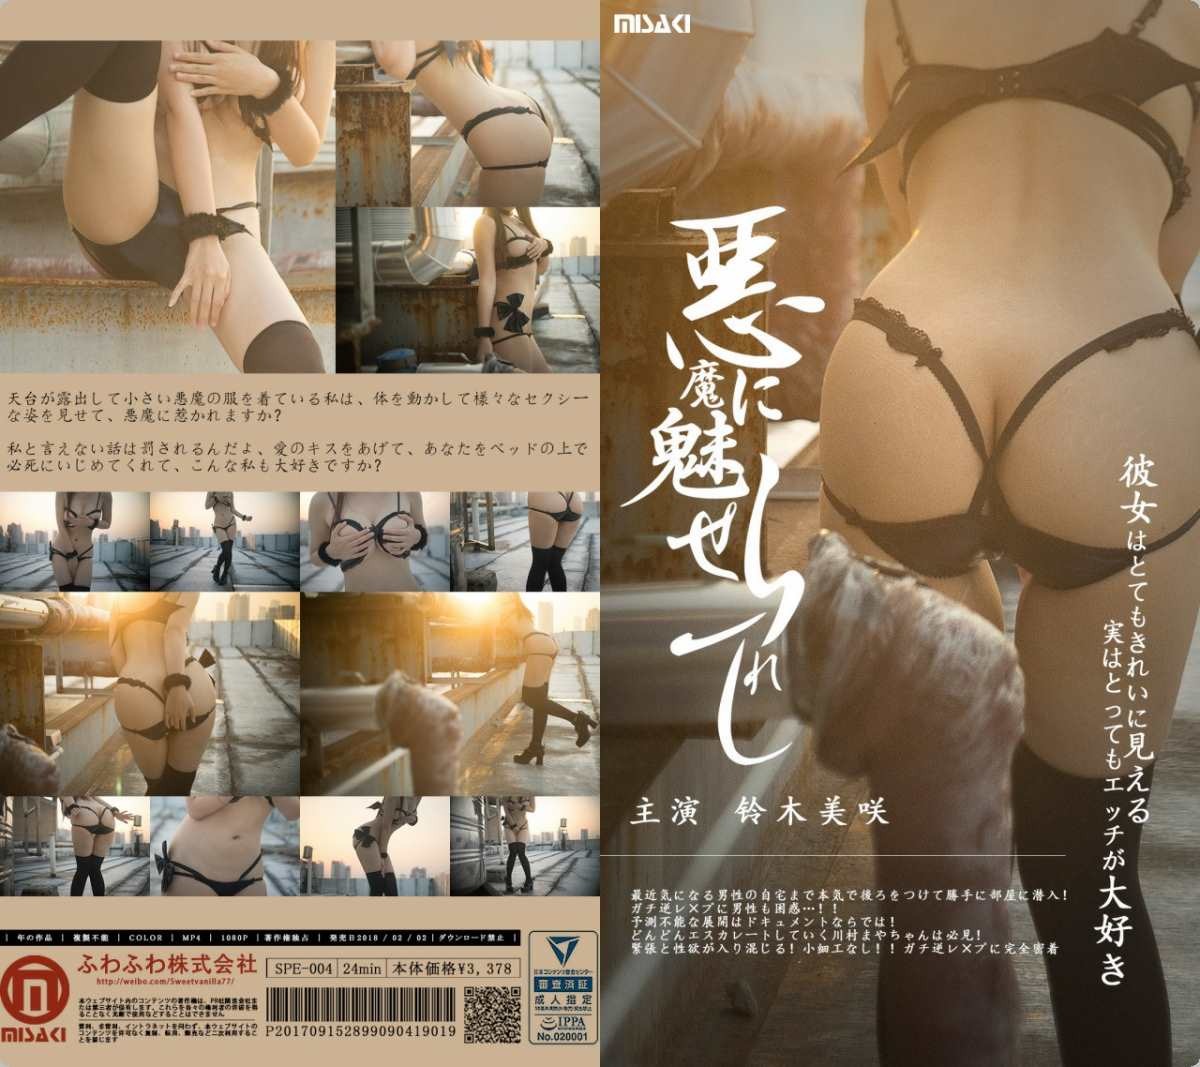 MISAKI
悪魔に魅せられし
彼女はとてもきれいに見える
実はとってもエッチが大好き
主演 铃木美咲
最近気になる男性の自宅まで本気で後ろをつけて勝手に部屋に潜入!
ガチ逆レ×プに男性も困惑…!!
予測不能な展開はドキュメントならでは!
どんどんエスカレートしていく川村まやちゃんは必見!
緊張と性欲が入り混じる! 小細工なし!! ガチ逆レ×プに完全密着
天台が露出して小さい悪魔の服を着ている私は、体を動かして様々なセクシー
な姿を見せて、悪魔に惹かれますか?
私と言えない話は罰されるんだよ、愛のキスをあげて、あなたをベッドの上で
必死にいじめてくれて、こんな私も大好きですか?
| 年の作品 | 複製不能 | COLOR | MP4 | 1080P | 著作権独占 | 発売日2018 / 02 / 02 | ダウンロード禁止 |
ふわふわ株式会社
http://weibo.com/Sweetvanilla77/
MISAKI
SPE-004 24min 本体価格¥3, 378
P20170915289909041901９
審査済証
成人指定
IPPA
No.020001